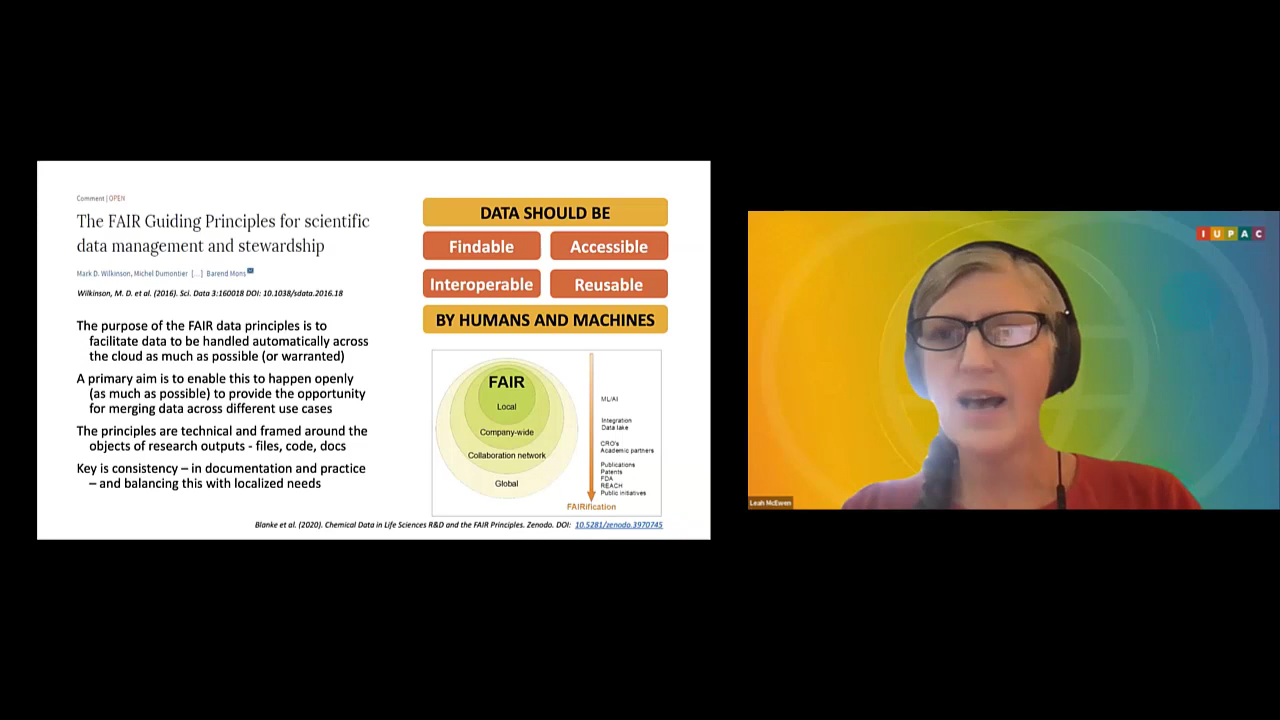 Comment | OPEN
The FAIR Guiding Principles for scientific
data management and stewardship
Mark D. Wilkinson, Michel Dumontier [...] Barend Mons
Wilkinson, M. D. et al. (2016). Sci. Data 3:160018 DOI: 10.1038/sdata.2016.18
The purpose of the FAIR data principles is to
facilitate data to be handled automatically across
the cloud as much as possible (or warranted)
A primary aim is to enable this to happen openly
(as much as possible) to provide the opportunity
for merging data across different use cases
The principles are technical and framed around the
objects of research outputs - files, code, docs
Key is consistency – in documentation and practice
– and balancing this with localized needs
DATA SHOULD BE
Findable
Accessible
Interoperable
Reusable
BY HUMANS AND MACHINES
FAIR
Local
Company-wide
Collaboration network
Global
ML/AI
Integration
Data lake
CRO's
Academic partners
Publications
Patents
FDA
REACH
Public initiatives
FAIRification
Blanke et al. (2020). Chemical Data in Life Sciences R&D and the FAIR Principles. Zenodo. DOI: 10.5281/zenodo.3970745
IUPAC
Leah McEwen